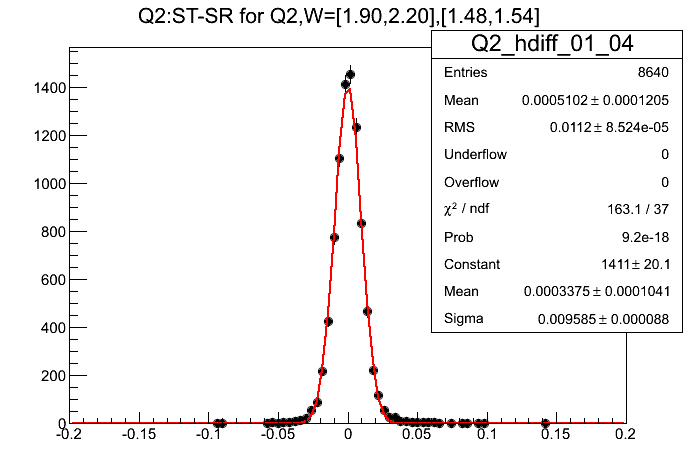 Q2:ST-SR for Q2,W=[1.90,2.20],[1.48,1.54]
Q2_hdiff_01_04
Entries 8640
Mean 0.0005102 ± 0.0001205
RMS 0.0112 ± 8.524e-05
Underflow 0
Overflow 0
χ² / ndf 163.1 / 37
Prob 9.2e-18
Constant 1411 ± 20.1
Mean 0.0003375 ± 0.0001041
Sigma 0.009585 ± 0.000088
1400
1200
1000
800
600
400
200
0
-0.2 -0.15 -0.1 -0.05 0 0.05 0.1 0.15 0.2